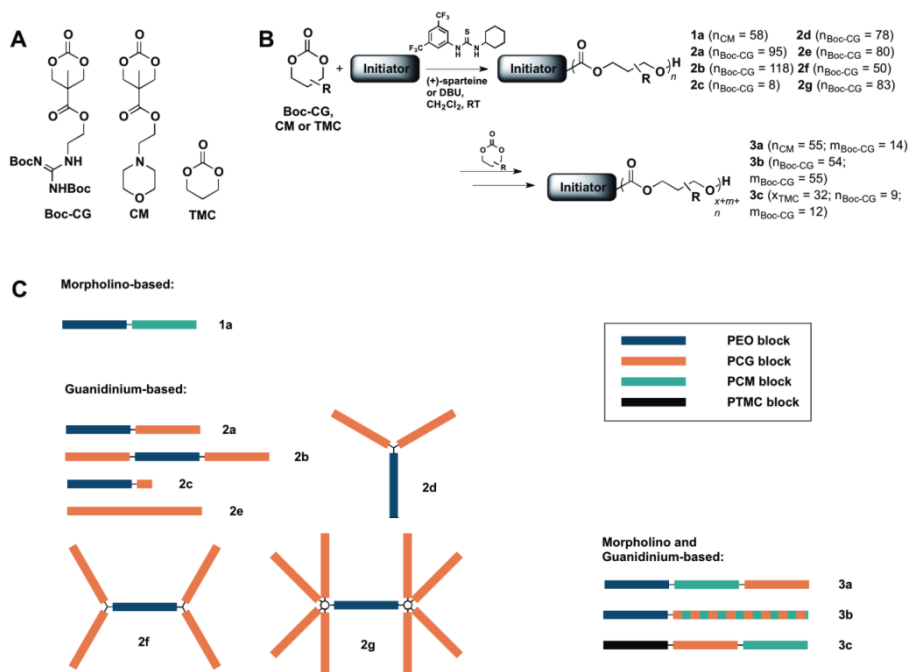 A
O
O O
O O
O
O
O O
O O
O
O
O O
BocN
NH
NHBoc
N
O
Boc-CG
CM
TMC
B
CF3
S
F3C
N
H
N
H
O
O O
R
+
Initiator
(+)-sparteine
or DBU,
CH2Cl2, RT
Boc-CG,
CM or TMC
Initiator
O
O
R
O
H
n
1a (nCM = 58)
2d (nBoc-CG = 78)
2a (nBoc-CG = 95)
2e (nBoc-CG = 80)
2b (nBoc-CG = 118)
2f (nBoc-CG = 50)
2c (nBoc-CG = 8)
2g (nBoc-CG = 83)
O
O O
R
Initiator
O
O
R
O
H
x+m+
n
3a (nCM = 55; mBoc-CG = 14)
3b (nBoc-CG = 54;
mBoc-CG = 55)
3c (xTMC = 32; nBoc-CG = 9;
mBoc-CG = 12)
C
Morpholino-based:
1a
Guanidinium-based:
2a
2b
2c
2e
2d
2f
2g
PEO block
PCG block
PCM block
PTMC block
Morpholino and
Guanidinium-based:
3a
3b
3c